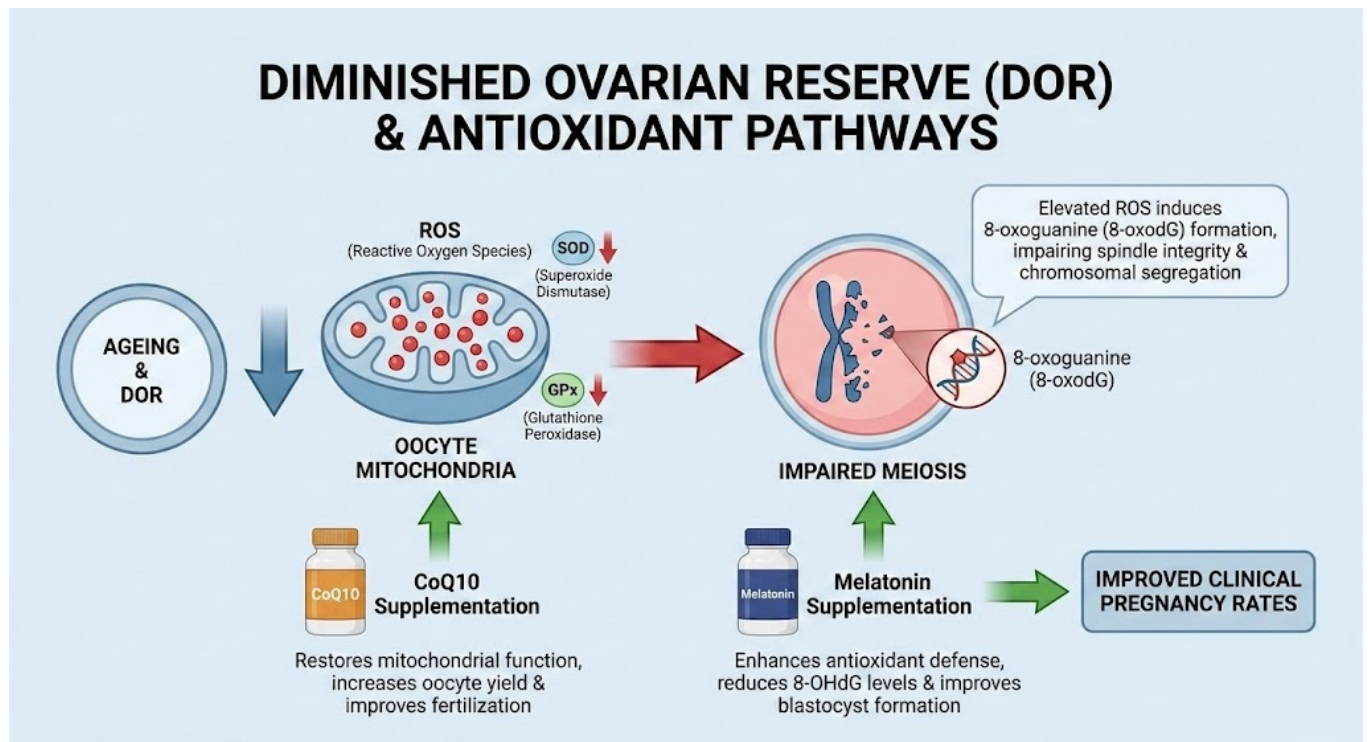 DIMINISHED OVARIAN RESERVE (DOR)
& ANTIOXIDANT PATHWAYS
AGEING
&
DOR
ROS
(Reactive Oxygen Species)
SOD
(Superoxide
Dismutase)
GPx
(Glutathione
Peroxidase)
OOCYTE
MITOCHONDRIA
Elevated ROS induces
8-oxoguanine (8-oxodG) formation,
impairing spindle integrity &
chromosomal segregation
8-oxoguanine
(8-oxodG)
IMPAIRED MEIOSIS
CoQ10
CoQ10
Supplementation
Restores mitochondrial function,
increases oocyte yield &
improves fertilization
Melatonin
Melatonin
Supplementation
Enhances antioxidant defense,
reduces 8-OHdG levels & improves
blastocyst formation
IMPROVED CLINICAL
PREGNANCY RATES